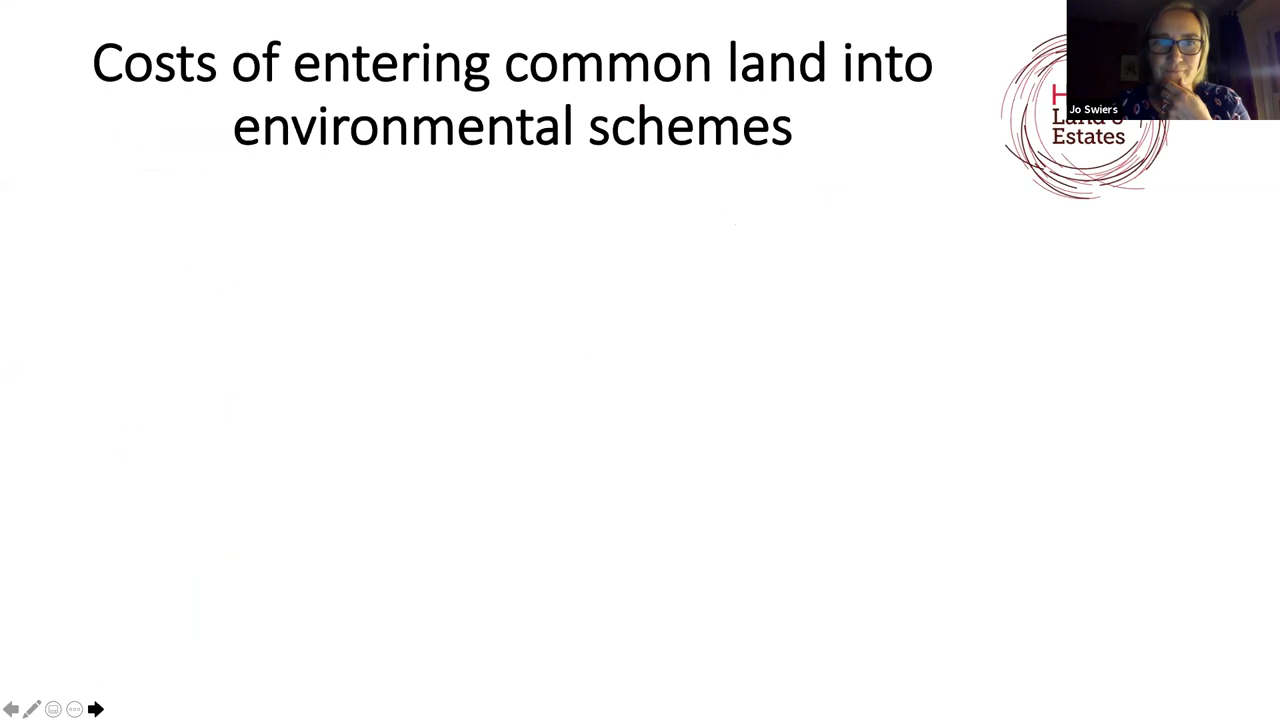 Costs of entering common land into
environmental schemes
Jo Swiers
Estates